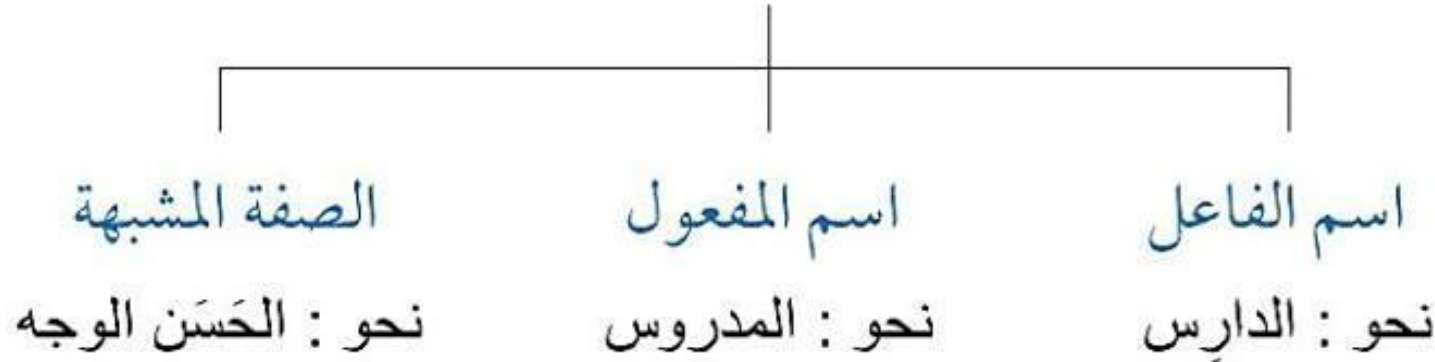 اسم الفاعل اسم المفعول الصفة المشبهة
نحو : الدارِس نحو : المدروس نحو : الحَسَن الوجه